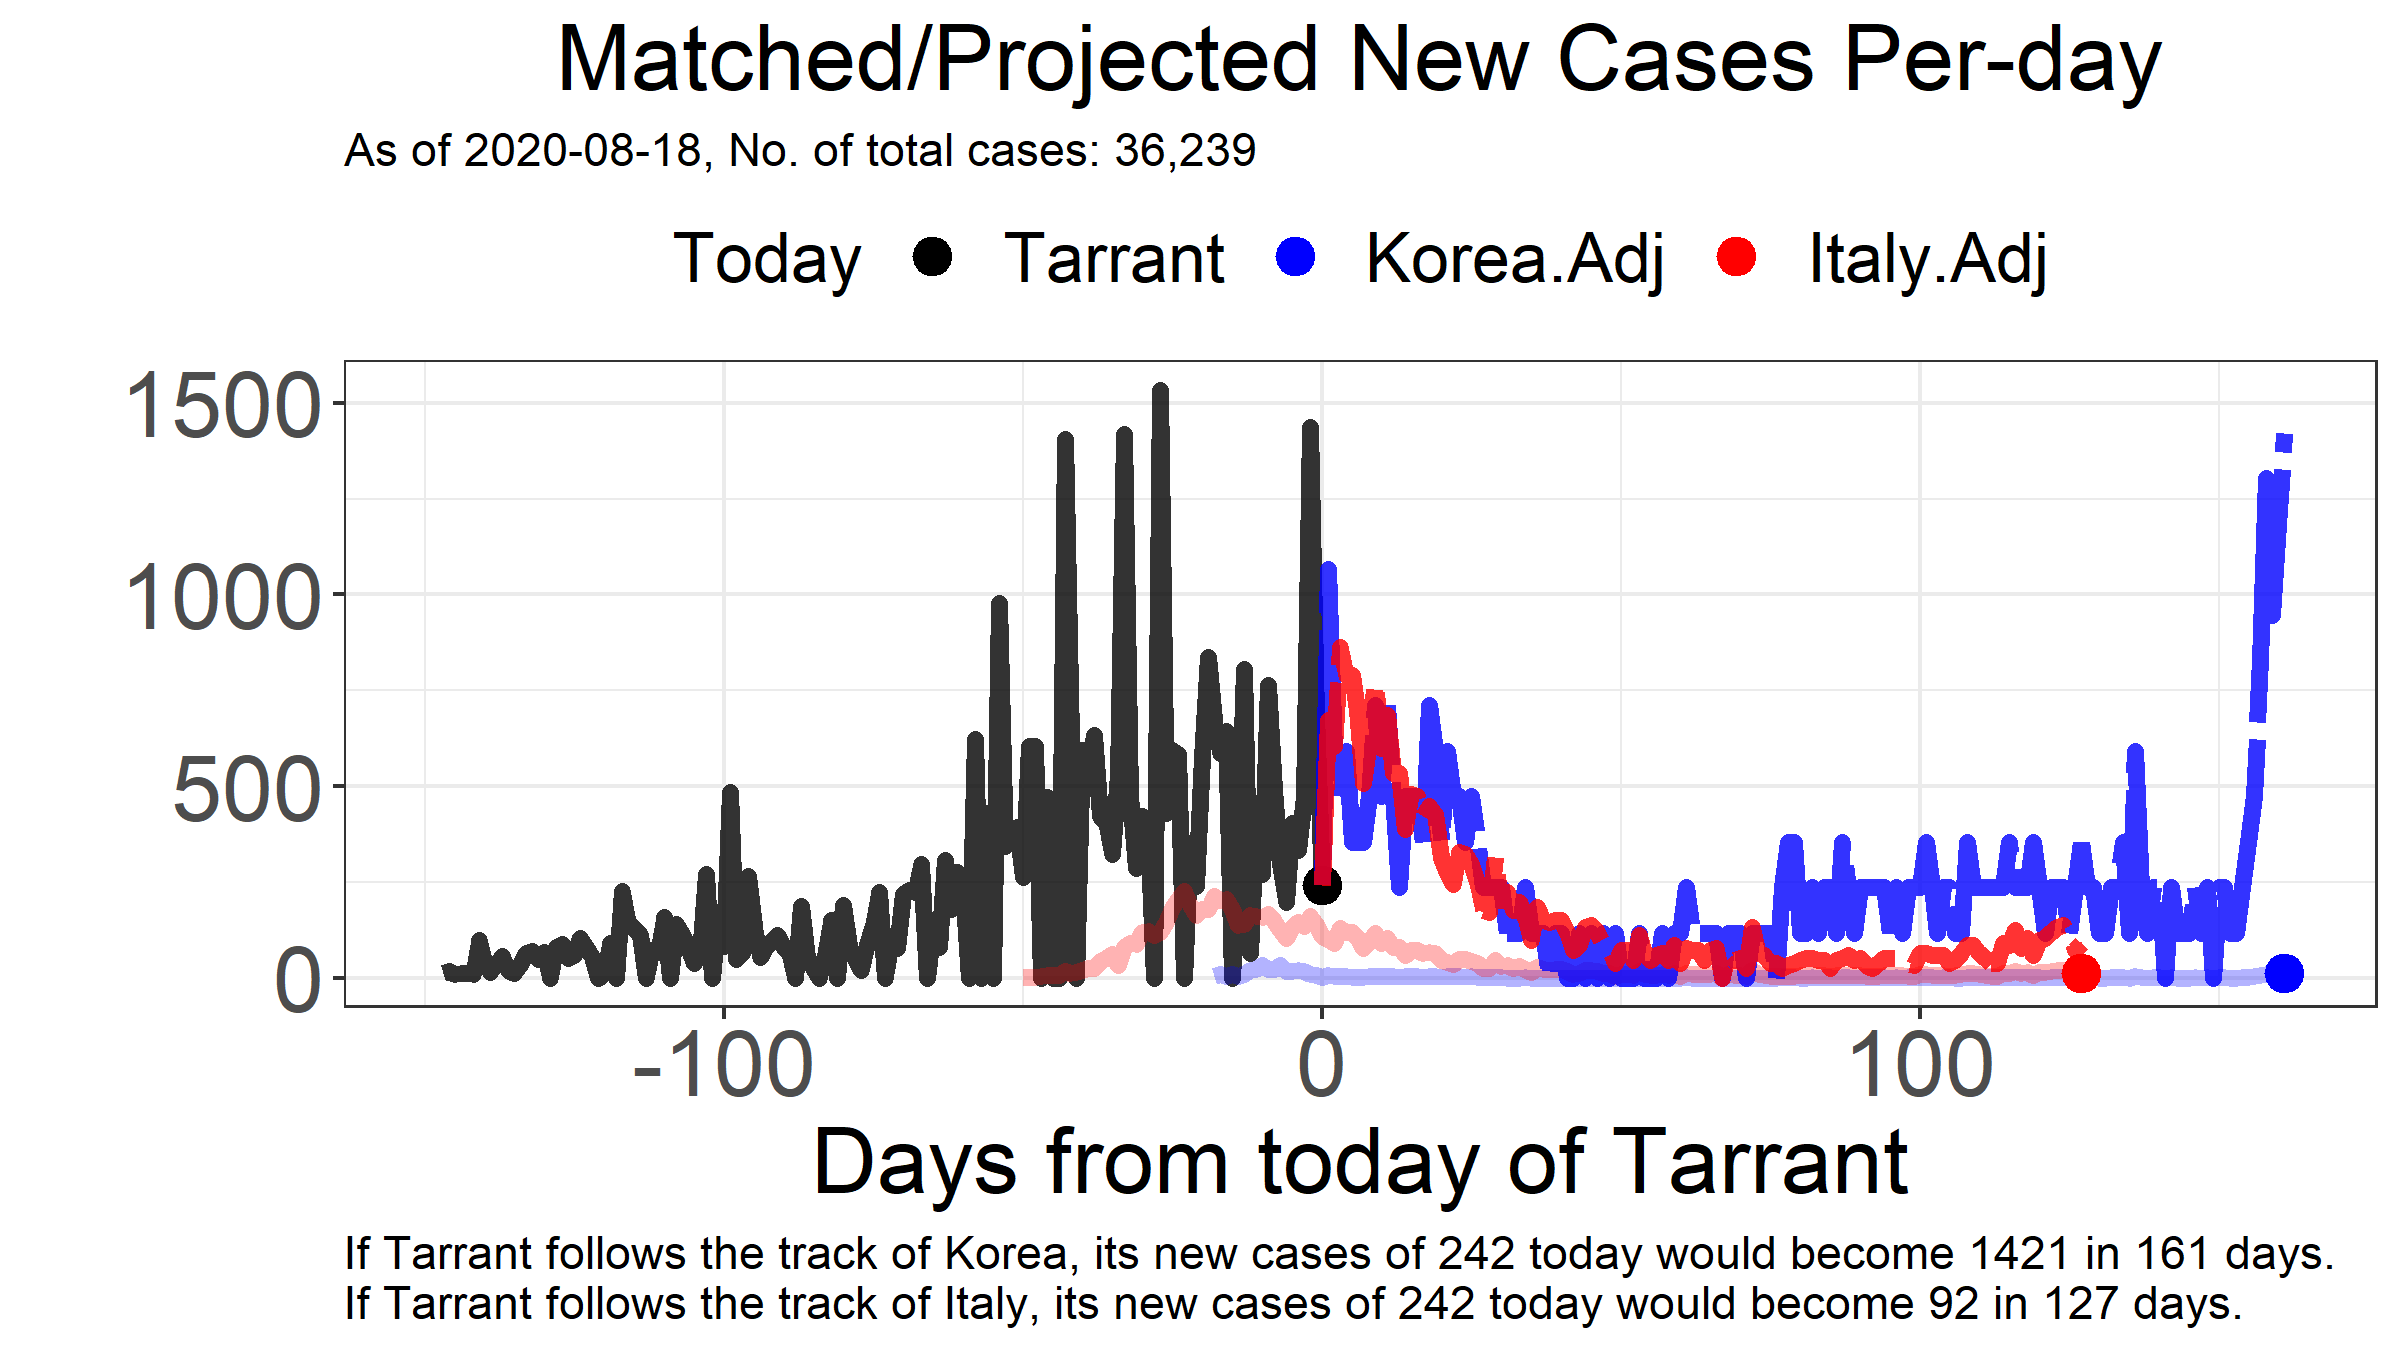 Matched/Projected New Cases Per-day
As of 2020-08-18, No. of total cases: 36,239
Today Tarrant Korea.Adj Italy.Adj
1500
1000
500
0
-100 0 100
Days from today of Tarrant
If Tarrant follows the track of Korea, its new cases of 242 today would become 1421 in 161 days.
If Tarrant follows the track of Italy, its new cases of 242 today would become 92 in 127 days.